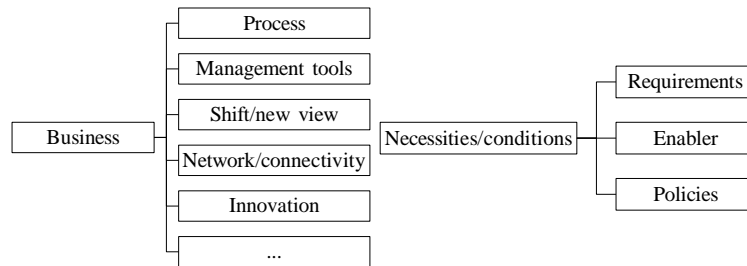 Business
Process
Management tools
Shift/new view
Network/connectivity
Innovation
...
Necessities/conditions
Requirements
Enabler
Policies